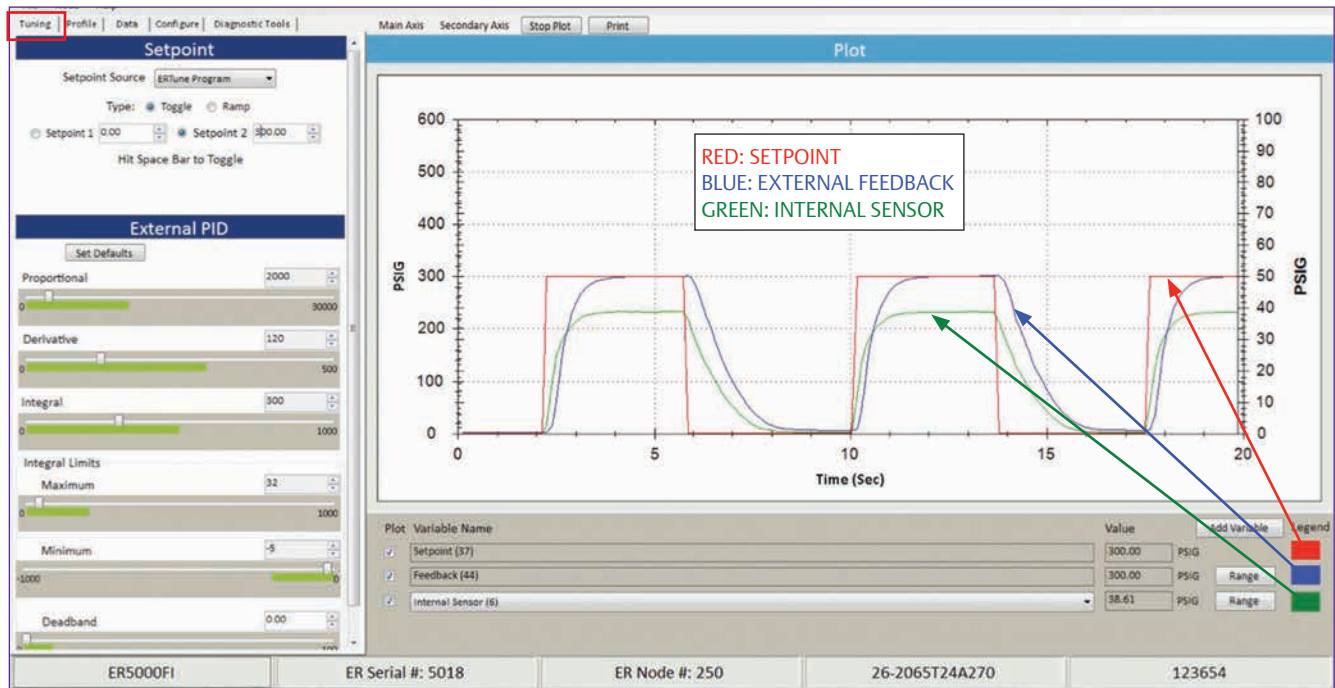 Tuning Profile Data Configure Diagnostic Tools Main Axis Secondary Axis Stop Plot Print
Setpoint
Setpoint Source ERTune Program
Type: Toggle Ramp
Setpoint 1 0.00 Setpoint 2 300.00
Hit Space Bar to Toggle
External PID
Set Defaults
Proportional 2000
0 30000
Derivative 120
0 500
Integral 300
0 1000
Integral Limits
Maximum 32
0 1000
Minimum -5
-1000 0
Deadband 0.00
Plot
600
500
400
300
200
100
0
PSIG
RED: SETPOINT
BLUE: EXTERNAL FEEDBACK
GREEN: INTERNAL SENSOR
100
90
80
70
60
50
40
30
20
10
0
PSIG
0 5 10 15 20
Time (Sec)
Plot Variable Name Value Add Variable Legend
Setpoint (37) 300.00 PSIG
Feedback (44) 300.00 PSIG Range
Internal Sensor (6) 38.61 PSIG Range
ER5000FI ER Serial #: 5018 ER Node #: 250 26-2065T24A270 123654